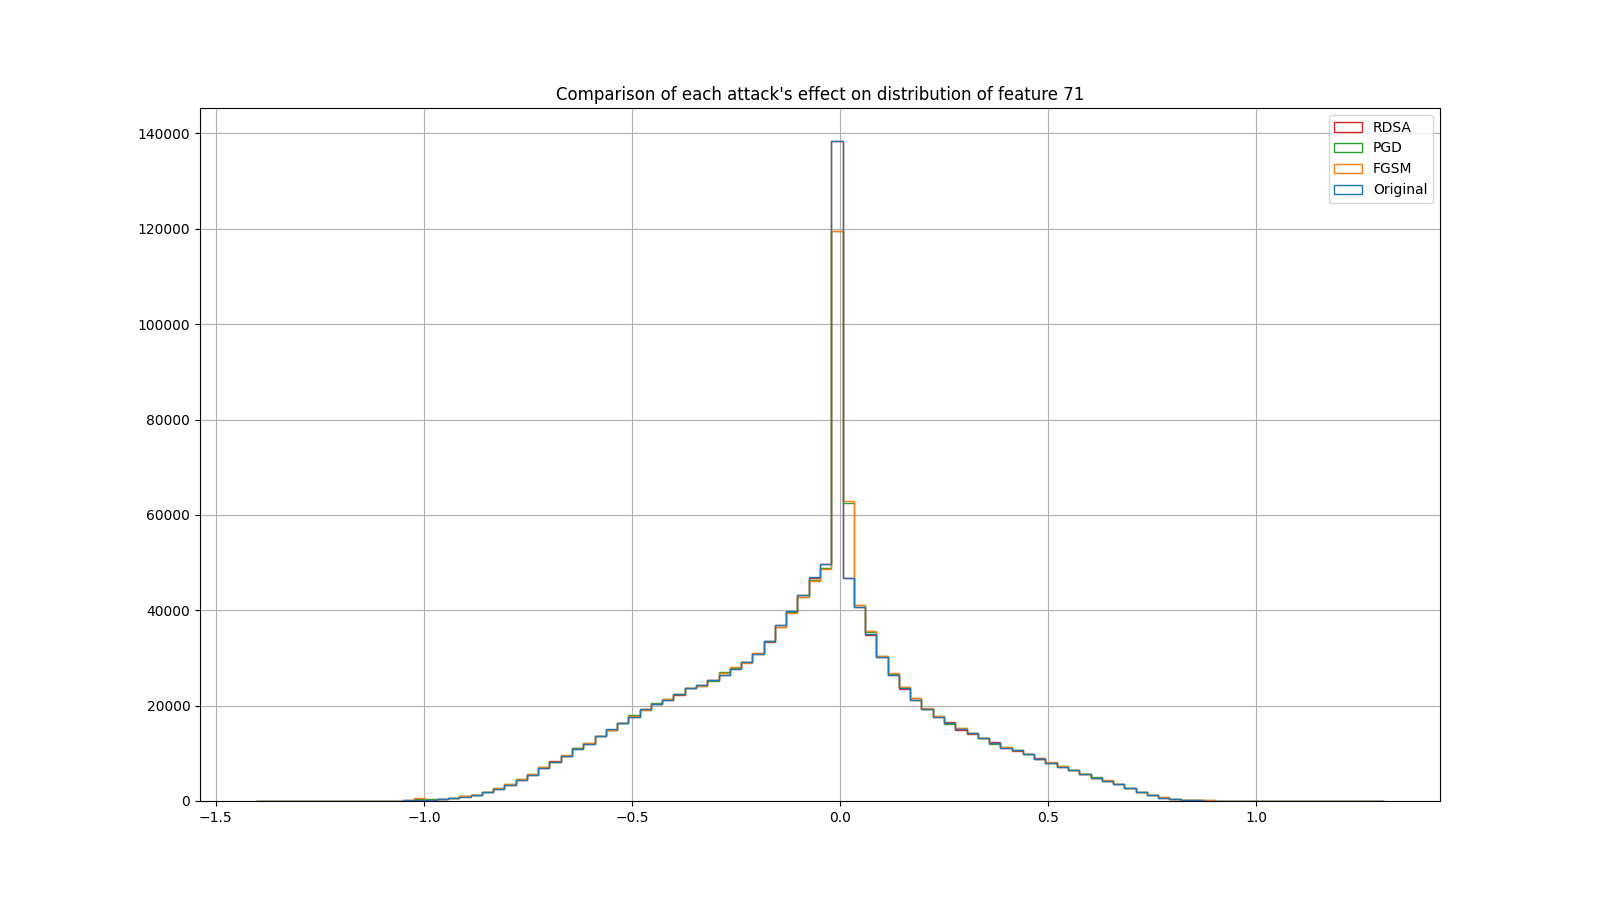 Comparison of each attack's effect on distribution of feature 71
RDSA
PGD
FGSM
Original
140000
120000
100000
80000
60000
40000
20000
0
−1.5
−1.0
−0.5
0.0
0.5
1.0